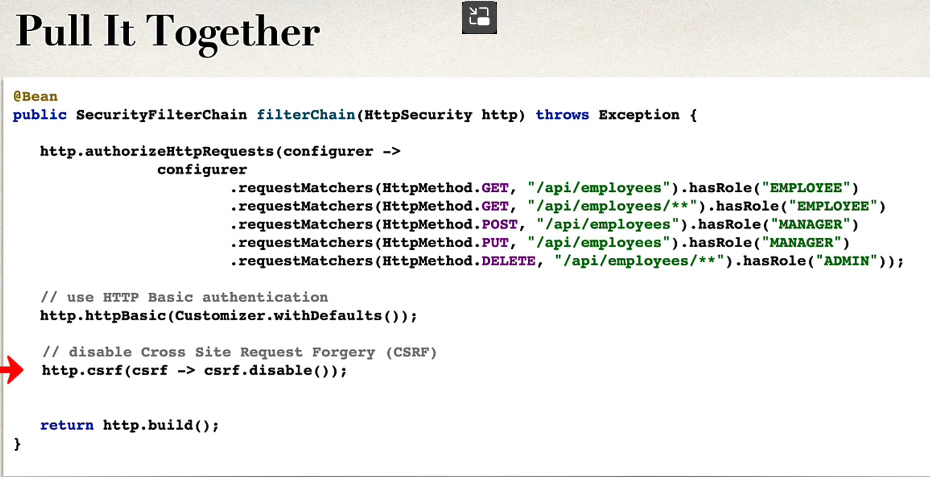 Pull It Together
@Bean
public SecurityFilterChain filterChain(HttpSecurity http) throws Exception {
http.authorizeHttpRequests(configurer ->
configurer
.requestMatchers(HttpMethod.GET, "/api/employees").hasRole("EMPLOYEE")
.requestMatchers(HttpMethod.GET, "/api/employees/**").hasRole("EMPLOYEE")
.requestMatchers(HttpMethod.POST, "/api/employees").hasRole("MANAGER")
.requestMatchers(HttpMethod.PUT, "/api/employees").hasRole("MANAGER")
.requestMatchers(HttpMethod.DELETE, "/api/employees/**").hasRole("ADMIN"));
// use HTTP Basic authentication
http.httpBasic(Customizer.withDefaults());
// disable Cross Site Request Forgery (CSRF)
http.csrf(csrf -> csrf.disable());
return http.build();
}